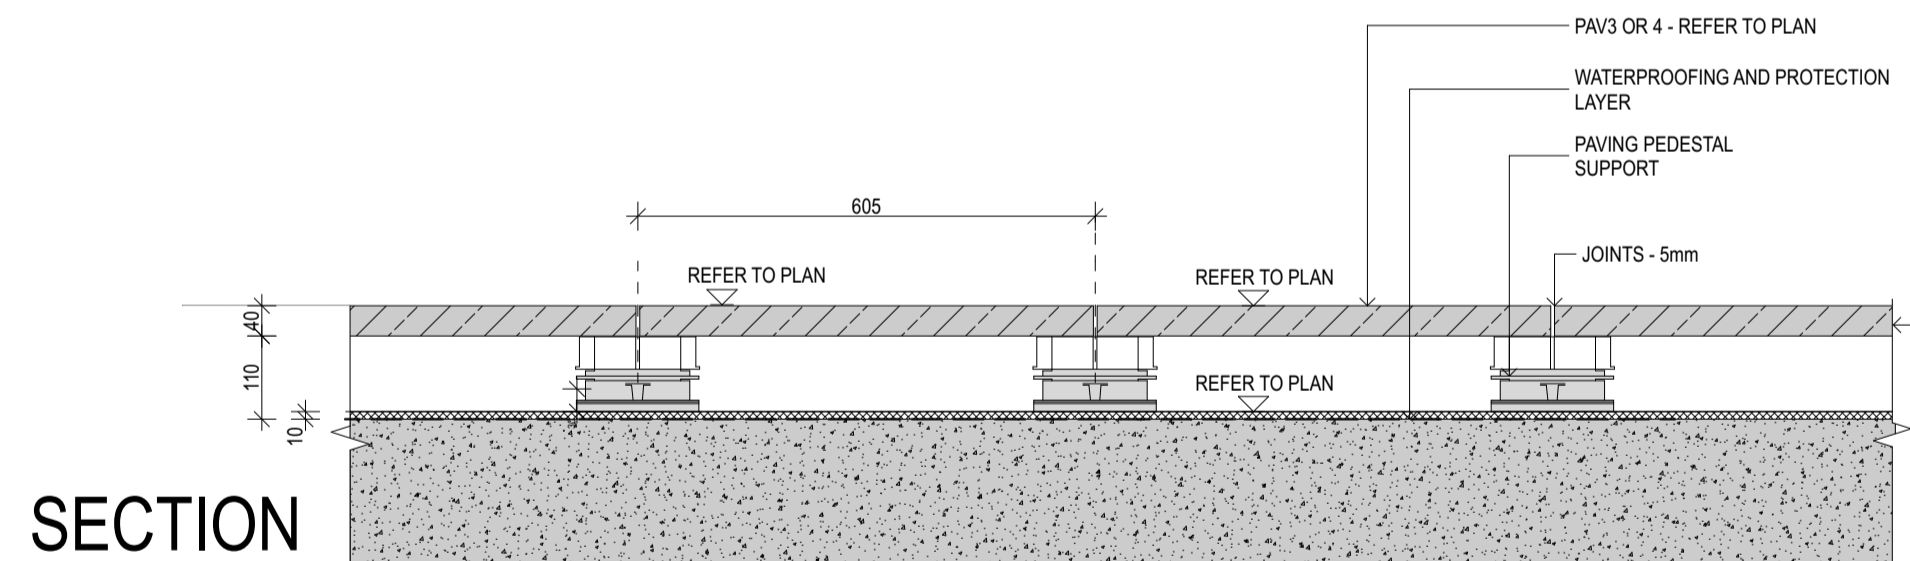 PAV3 OR 4 - REFER TO PLAN
WATERPROOFING AND PROTECTION
LAYER
PAVING PEDESTAL
SUPPORT
605
JOINTS - 5mm
REFER TO PLAN
REFER TO PLAN
40
110
REFER TO PLAN
10
SECTION